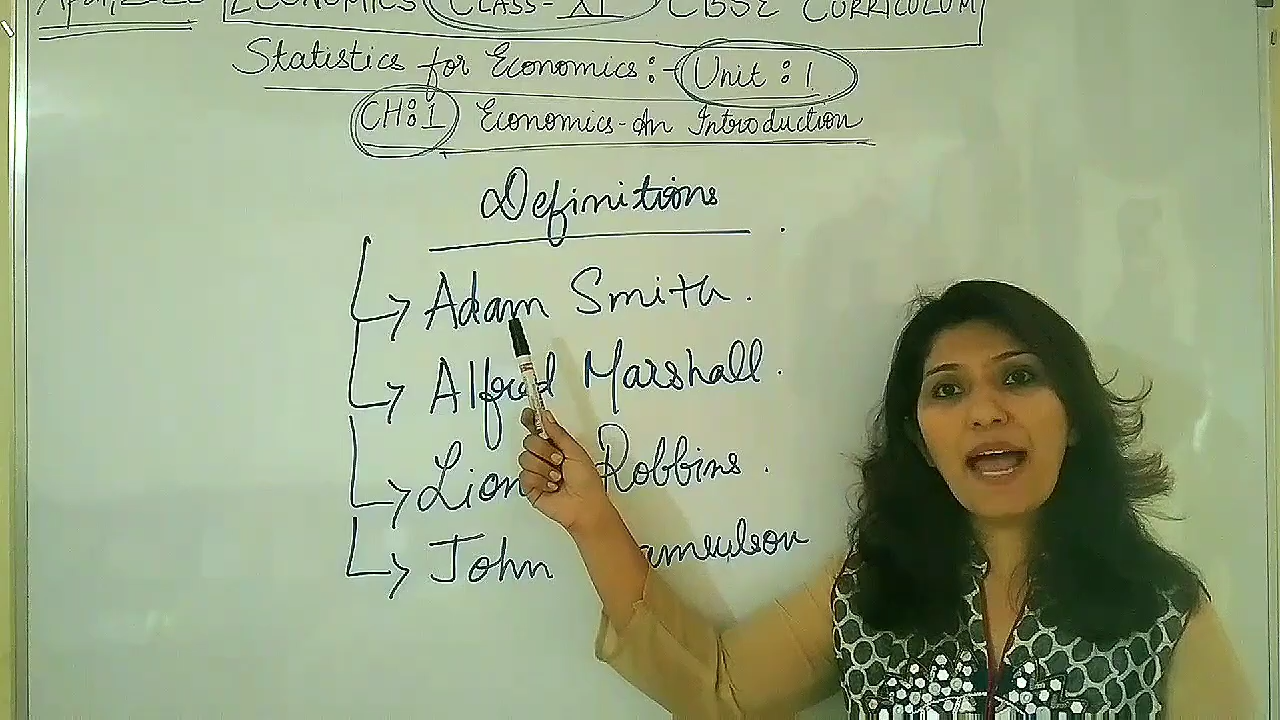 ECONOMICS CLASS-XI CBSE CURRICULUM
Statistics for Economics:- Unit:1
CH:1 Economics-An Introduction
Definitions
→ Adam Smith.
→ Alfred Marshall.
→ Robbins.
→ John